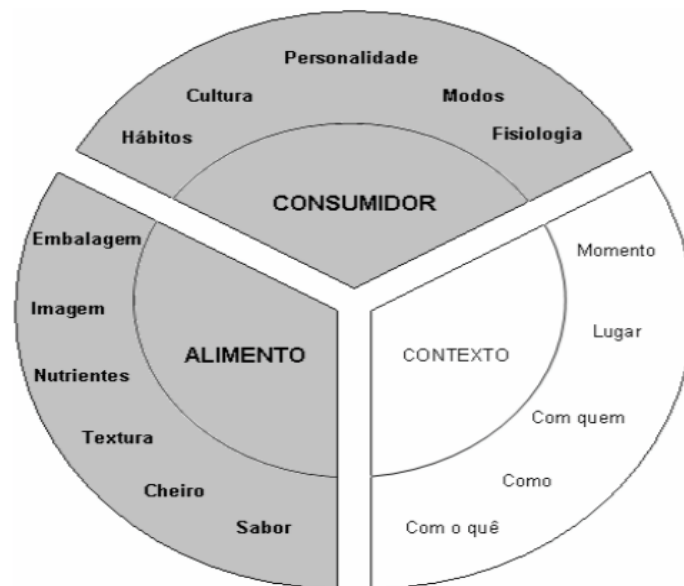 Personalidade
Cultura
Modos
Hábitos
Fisiologia
CONSUMIDOR
Embalagem
Imagem
Nutrientes
Textura
Cheiro
Sabor
ALIMENTO
CONTEXTO
Momento
Lugar
Com quem
Como
Com o quê